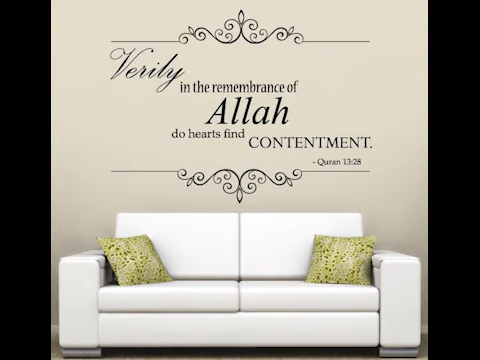 Verily
in the remembrance of
Allah
do hearts find CONTENTMENT.
- Quran 13:28